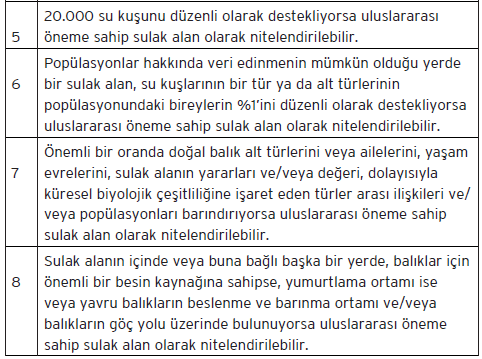 5 20.000 su kuşunu düzenli olarak destekliyorsa uluslararası
öneme sahip sulak alan olarak nitelendirilebilir.
6 Popülasyonlar hakkında veri edinmenin mümkün olduğu yerde
bir sulak alan, su kuşlarının bir tür ya da alt türlerinin
popülasyonundaki bireylerin %1’ini düzenli olarak destekliyorsa
uluslararası öneme sahip sulak alan olarak nitelendirilebilir.
7 Önemli bir oranda doğal balık alt türlerini veya ailelerini, yaşam
evrelerini, sulak alanın yararları ve/veya değeri, dolayısıyla
küresel biyolojik çeşitliliğine işaret eden türler arası ilişkileri ve/
veya popülasyonları barındırıyorsa uluslararası öneme sahip
sulak alan olarak nitelendirilebilir.
8 Sulak alanın içinde veya buna bağlı başka bir yerde, balıklar için
önemli bir besin kaynağına sahipse, yumurtlama ortamı ise
veya yavru balıkların beslenme ve barınma ortamı ve/veya
balıkların göç yolu üzerinde bulunuyorsa uluslararası öneme
sahip sulak alan olarak nitelendirilebilir.